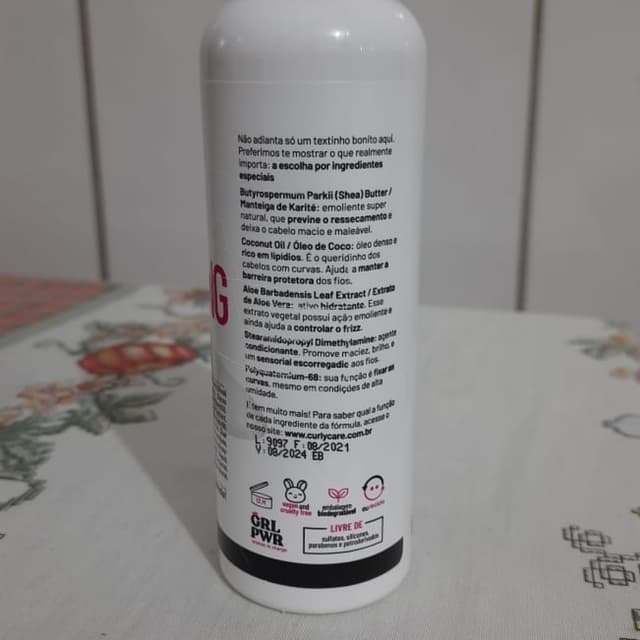 Não adianta só um textinho bonito aqui.
Preferimos te mostrar o que realmente
importa: a escolha por ingredientes
especiais
Butyrospermum Parkii (Shea) Butter /
Manteiga de Karité: emoliente super
natural, que previne o ressecamento e
deixa o cabelo macio e maleável.
Coconut Oil / Óleo de Coco: óleo denso e
rico em lipídios. É o queridinho dos
cabelos com curvas. Ajuda a manter a
barreira protetora dos fios.
Aloe Barbadensis Leaf Extract / Extrato
de Aloe Vera: ativo hidratante. Esse
extrato vegetal possui ação emoliente e
ainda ajuda a controlar o frizz.
Stearamidopropyl Dimethylamine: agente
condicionante. Promove maciez, brilho, e
um sensorial escorregadio aos fios.
Polyquaternium-68: sua função é fixar as
curvas, mesmo em condições de alta
umidade.
E tem muito mais! Para saber qual a função
de cada ingrediente da fórmula, acesse o
nosso site: www.curlycare.com.br
L:9097 F:08/2021
V:08/2024 EB
12 M
vegan and
cruelty free
embalagem
biodegradável
GRL
PWR
LIVRE DE
sulfatos, silicones,
parabenos e petroderivados